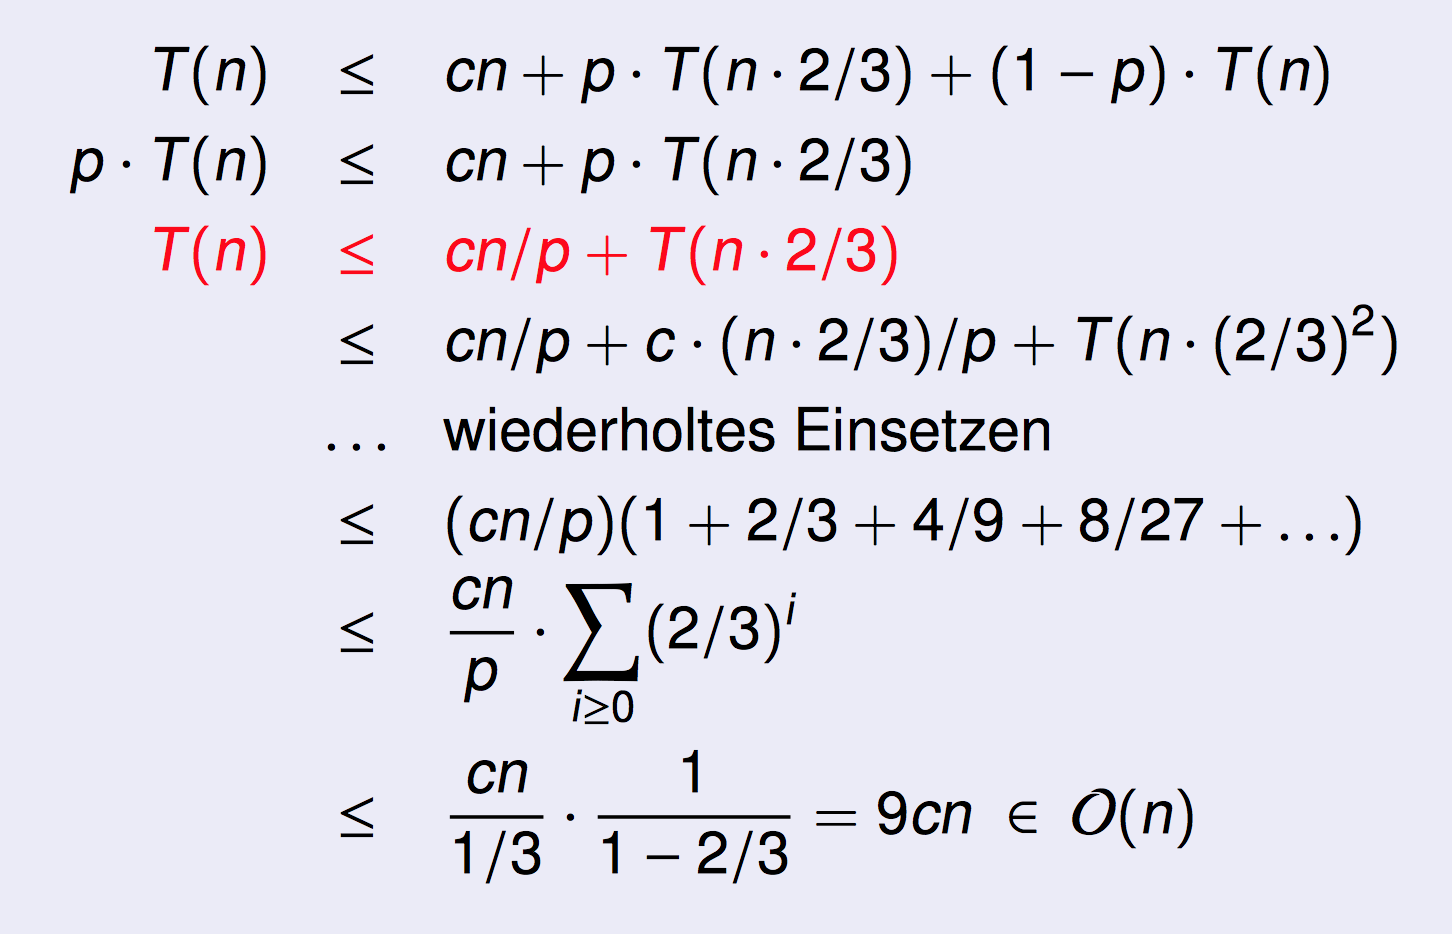 T(n) ≤ cn + p · T(n · 2/3) + (1 − p) · T(n)
p · T(n) ≤ cn + p · T(n · 2/3)
T(n) ≤ cn/p + T(n · 2/3)
≤ cn/p + c · (n · 2/3)/p + T(n · (2/3)²)
... wiederholtes Einsetzen
≤ (cn/p)(1 + 2/3 + 4/9 + 8/27 + ...)
≤ cn/p · ∑_{i≥0} (2/3)^i
≤ cn/(1/3) · 1/(1 − 2/3) = 9cn ∈ O(n)